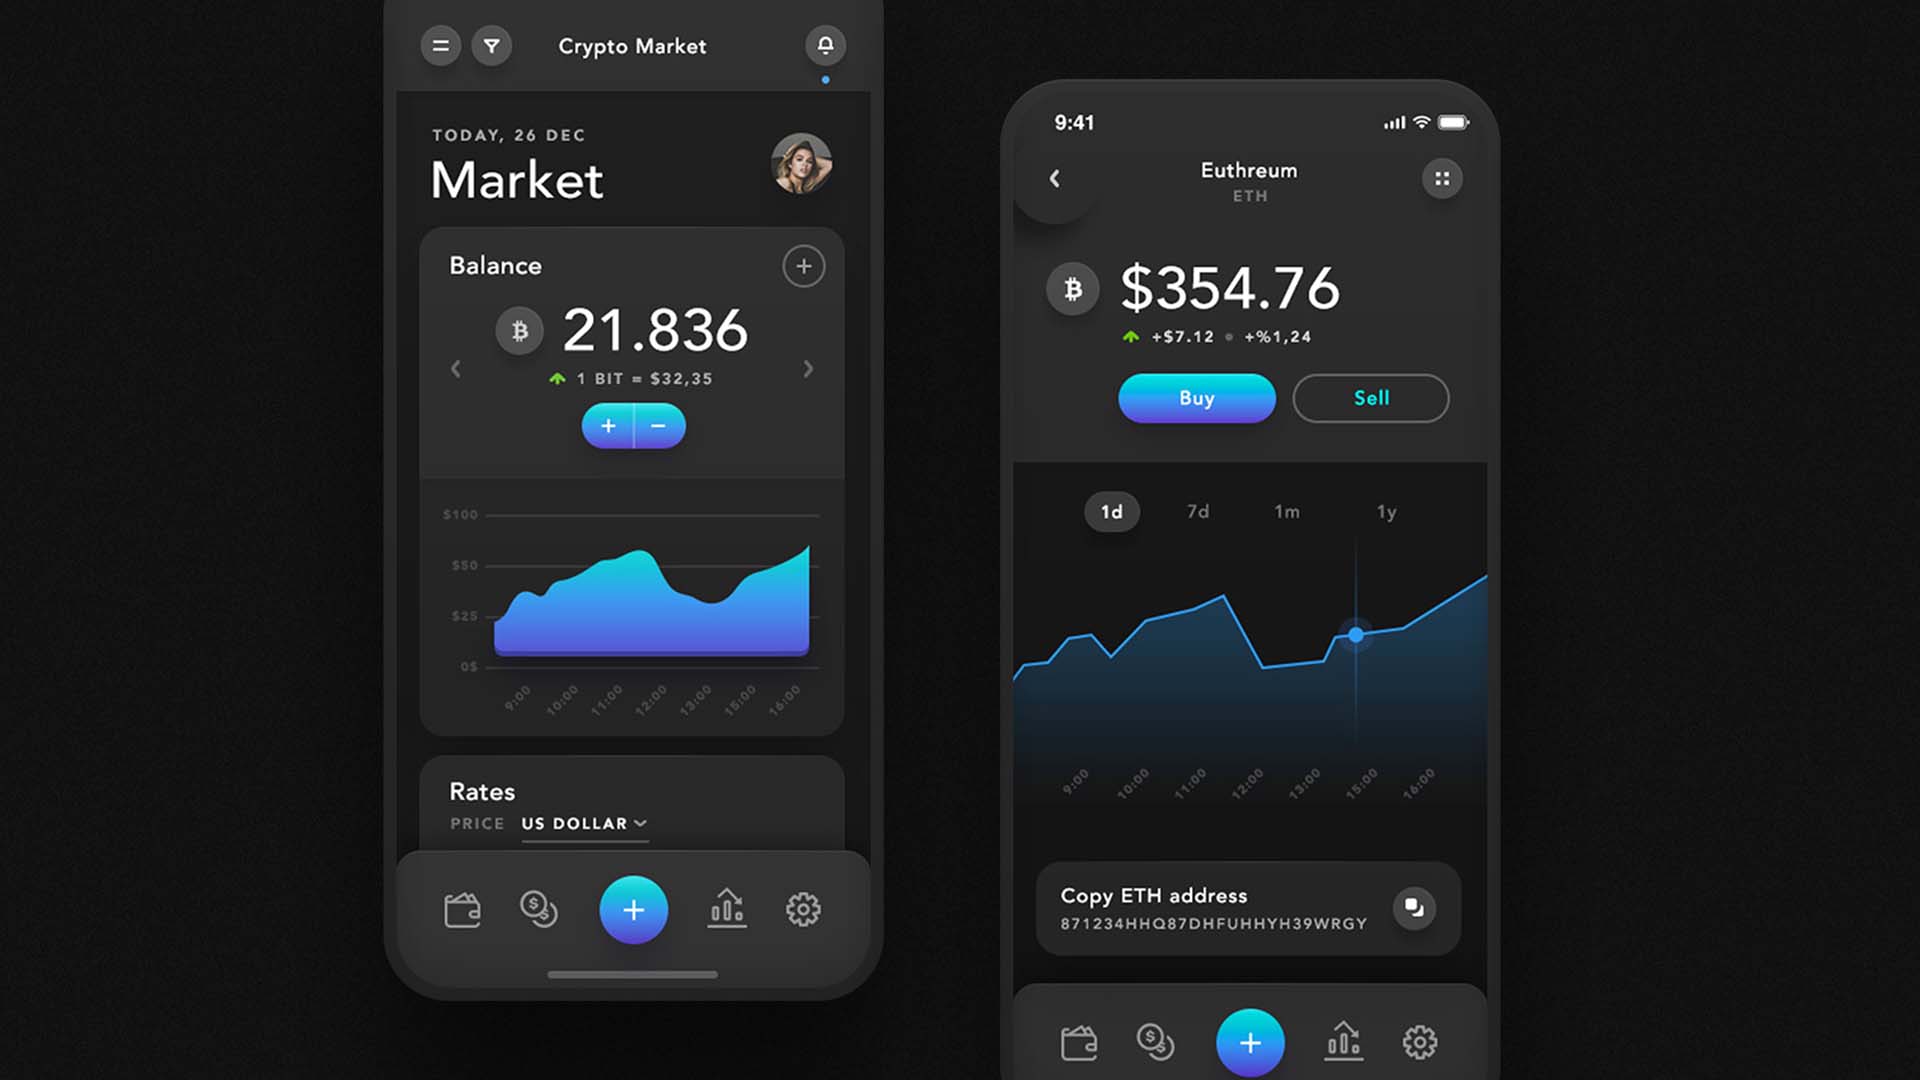 Crypto Market
TODAY, 26 DEC
Market
Balance
21.836
1 BIT = $32,35
+ −
$100
$50
$25
0$
9:00 10:00 11:00 12:00 13:00 15:00 16:00
Rates
PRICE US DOLLAR
9:41
Euthreum
ETH
$354.76
+$7.12 +%1,24
Buy Sell
1d 7d 1m 1y
9:00 10:00 11:00 12:00 13:00 15:00 16:00
Copy ETH address
871234HHQ87DHFUHHYH39WRGY